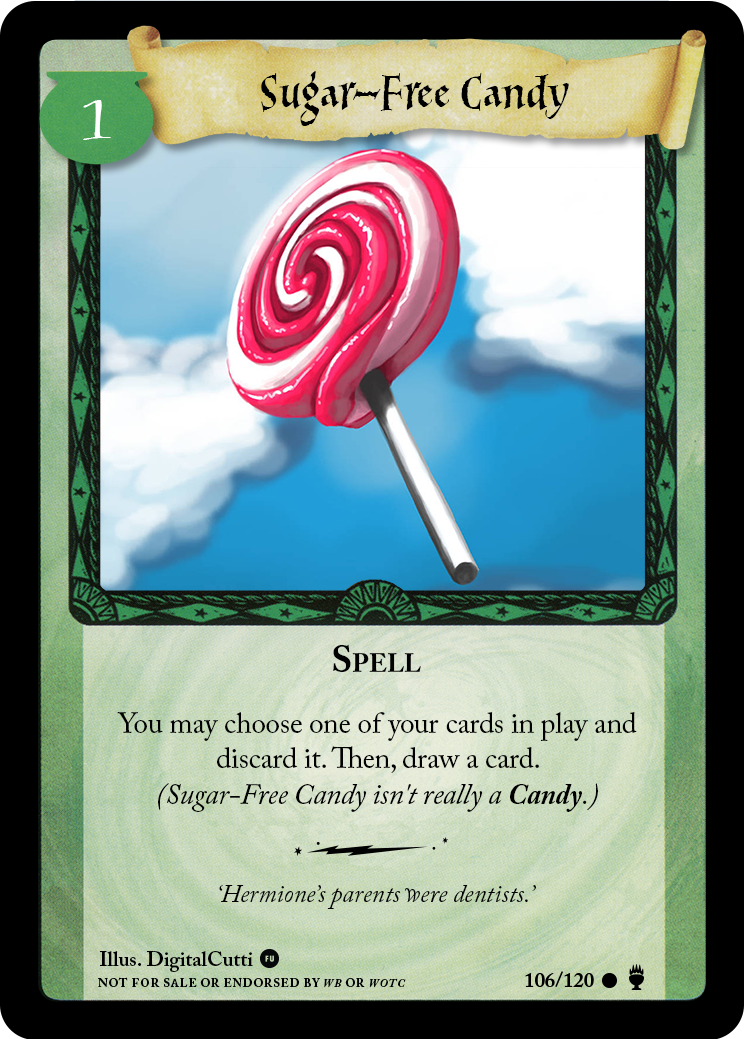 Sugar-Free Candy
1
Spell
You may choose one of your cards in play and
discard it. Then, draw a card.
(Sugar-Free Candy isn't really a Candy.)
‘Hermione’s parents were dentists.’
Illus. DigitalCutti FU
NOT FOR SALE OR ENDORSED BY WB OR WOTC
106/120